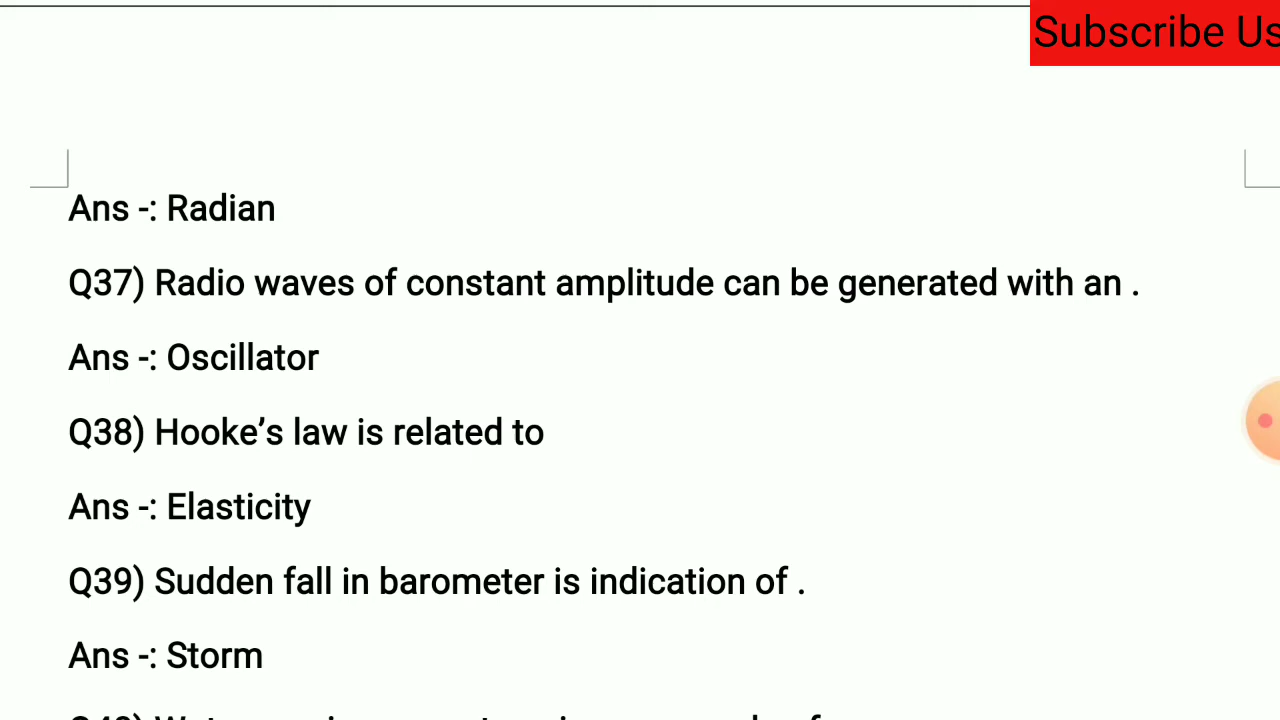 Subscribe Us
Ans -: Radian
Q37) Radio waves of constant amplitude can be generated with an .
Ans -: Oscillator
Q38) Hooke’s law is related to
Ans -: Elasticity
Q39) Sudden fall in barometer is indication of .
Ans -: Storm